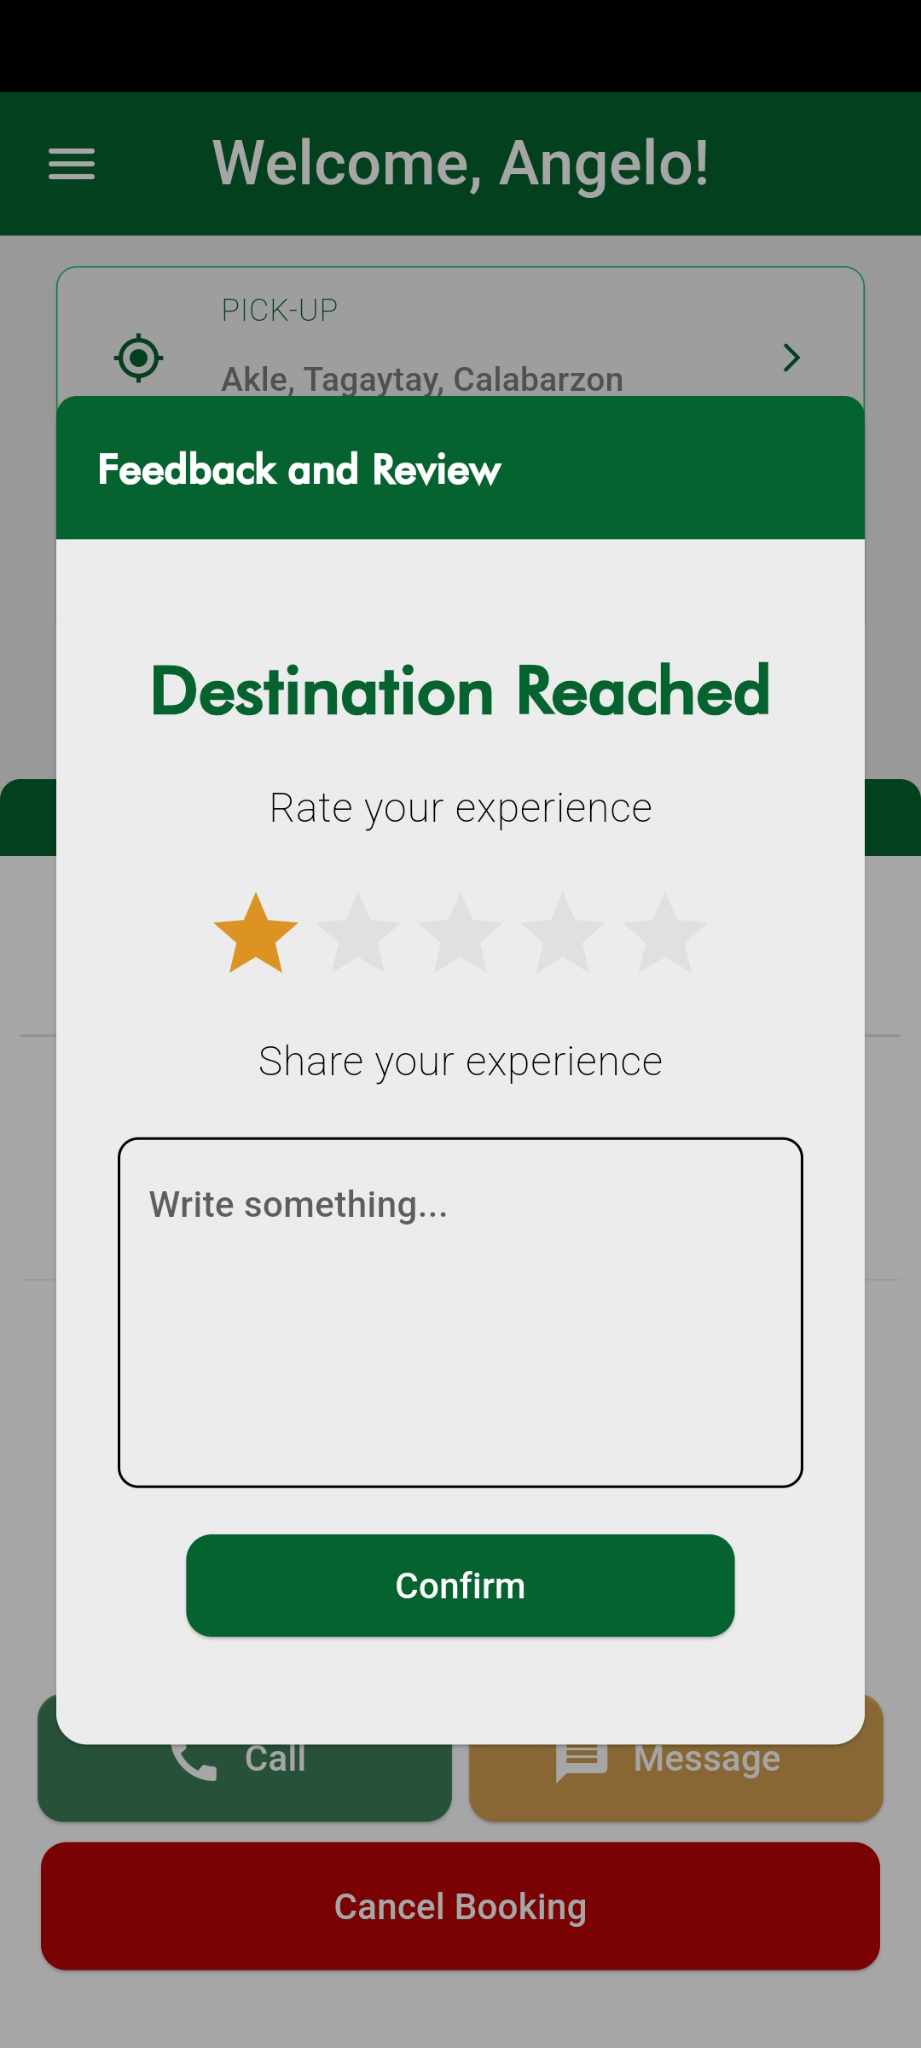 Welcome, Angelo!
PICK-UP
Akle, Tagaytay, Calabarzon
Feedback and Review
Destination Reached
Rate your experience
Share your experience
Write something...
Confirm
Call
Message
Cancel Booking